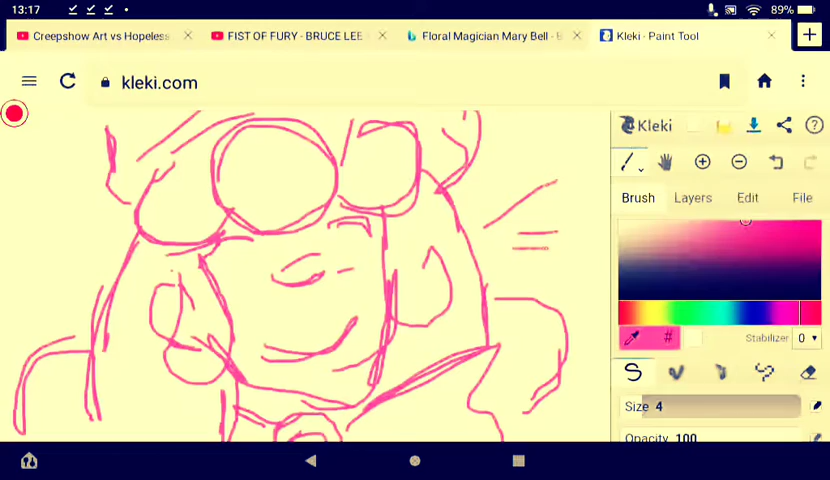 13:17
89%
Creepshow Art vs Hopeless
FIST OF FURY - BRUCE LEE
Floral Magician Mary Bell - B
Kleki - Paint Tool
kleki.com
Kleki
Brush Layers Edit File
#
Stabilizer 0
Size 4
Opacity 100